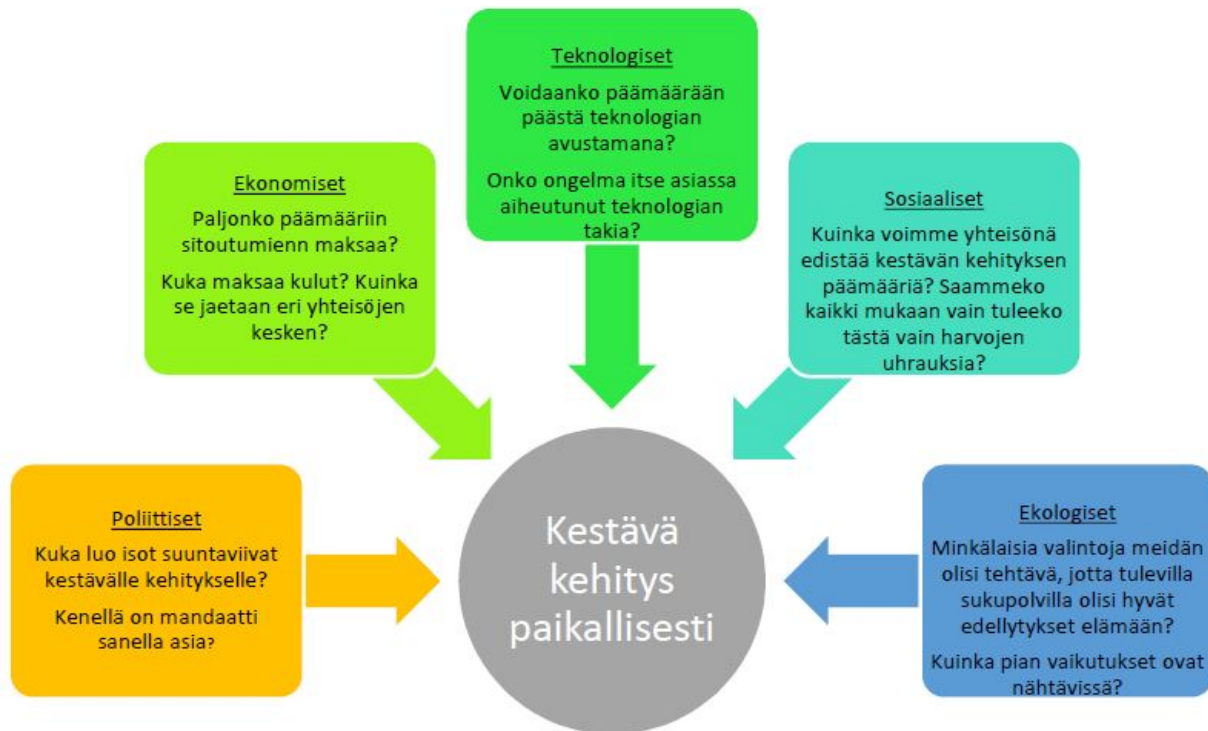 Teknologiset
Voidaanko päämäärään
päästä teknologian
avustamana?
Onko ongelma itse asiassa
aiheutunut teknologian
takia?
Ekonomiset
Paljonko päämääriin
sitoutumienn maksaa?
Kuka maksaa kulut? Kuinka
se jaetaan eri yhteisöjen
kesken?
Sosiaaliset
Kuinka voimme yhteisönä
edistää kestävän kehityksen
päämääriä? Saammeko
kaikki mukaan vain tuleeko
tästä vain harvojen
uhrauksia?
Poliittiset
Kuka luo isot suuntaviivat
kestävälle kehitykselle?
Kenellä on mandaatti
sanella asia?
Kestävä
kehitys
paikallisesti
Ekologiset
Minkälaisia valintoja meidän
olisi tehtävä, jotta tulevilla
sukupolvilla olisi hyvät
edellytykset elämään?
Kuinka pian vaikutukset ovat
nähtävissä?